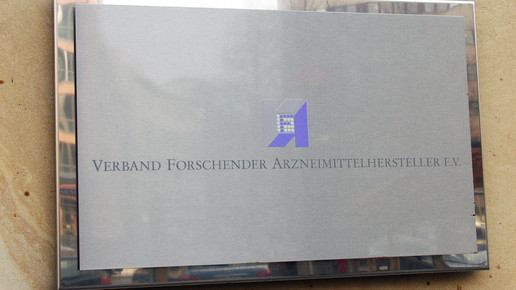 VERBAND FORSCHENDER ARZNEIMITTELHERSTELLER E.V.